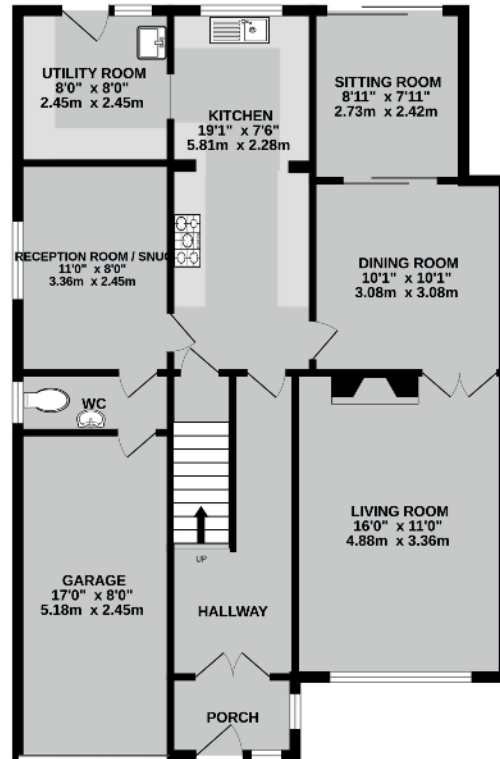 UTILITY ROOM
8'0" x 8'0"
2.45m x 2.45m
KITCHEN
19'1" x 7'6"
5.81m x 2.28m
SITTING ROOM
8'11" x 7'11"
2.73m x 2.42m
RECEPTION ROOM / SNUG
11'0" x 8'0"
3.36m x 2.45m
DINING ROOM
10'1" x 10'1"
3.08m x 3.08m
WC
LIVING ROOM
16'0" x 11'0"
4.88m x 3.36m
UP
GARAGE
17'0" x 8'0"
5.18m x 2.45m
HALLWAY
PORCH